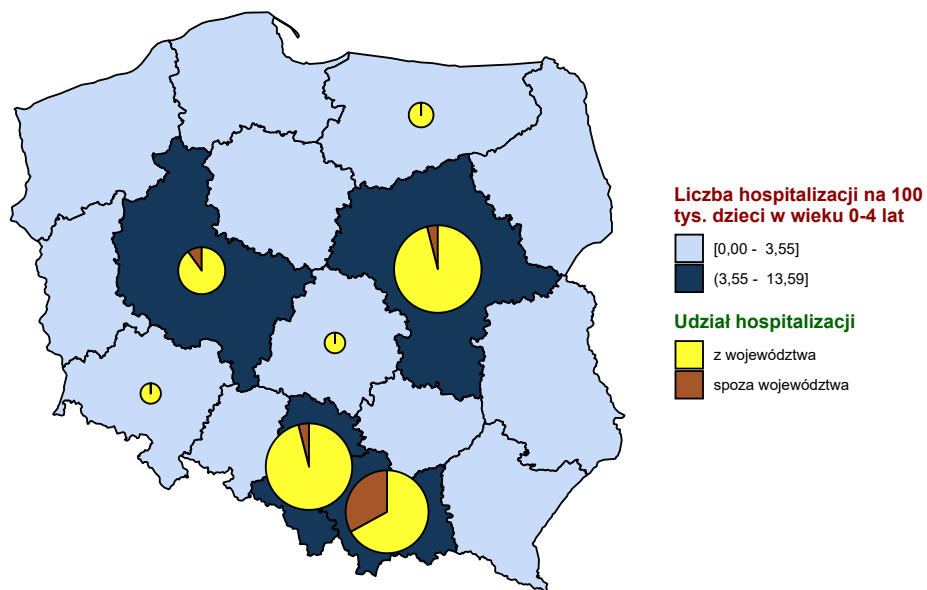 Liczba hospitalizacji na 100
tys. dzieci w wieku 0-4 lat
[0,00 - 3,55]
(3,55 - 13,59]
Udział hospitalizacji
z województwa
spoza województwa